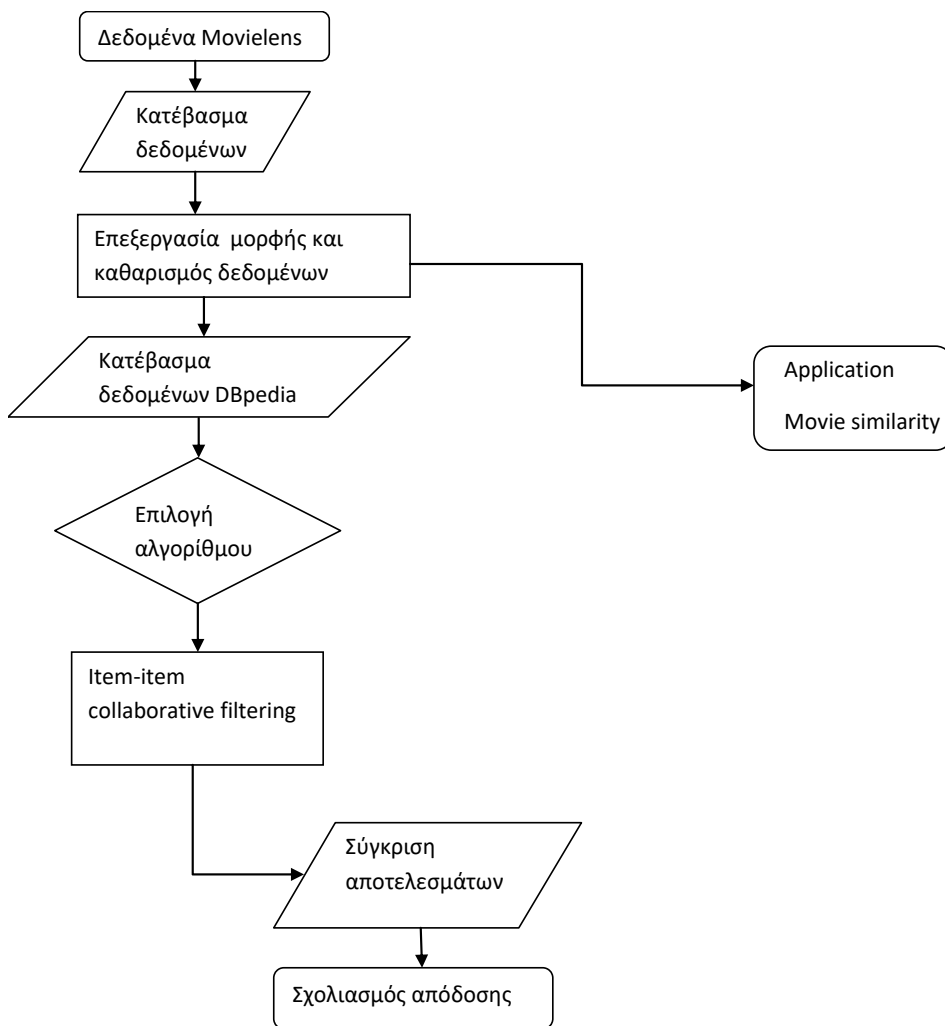 Δεδομένα Movielens
Κατέβασμα
δεδομένων
Επεξεργασία μορφής και
καθαρισμός δεδομένων
Κατέβασμα
δεδομένων DBpedia
Application
Movie similarity
Επιλογή
αλγορίθμου
Item-item
collaborative filtering
Σύγκριση
αποτελεσμάτων
Σχολιασμός απόδοσης